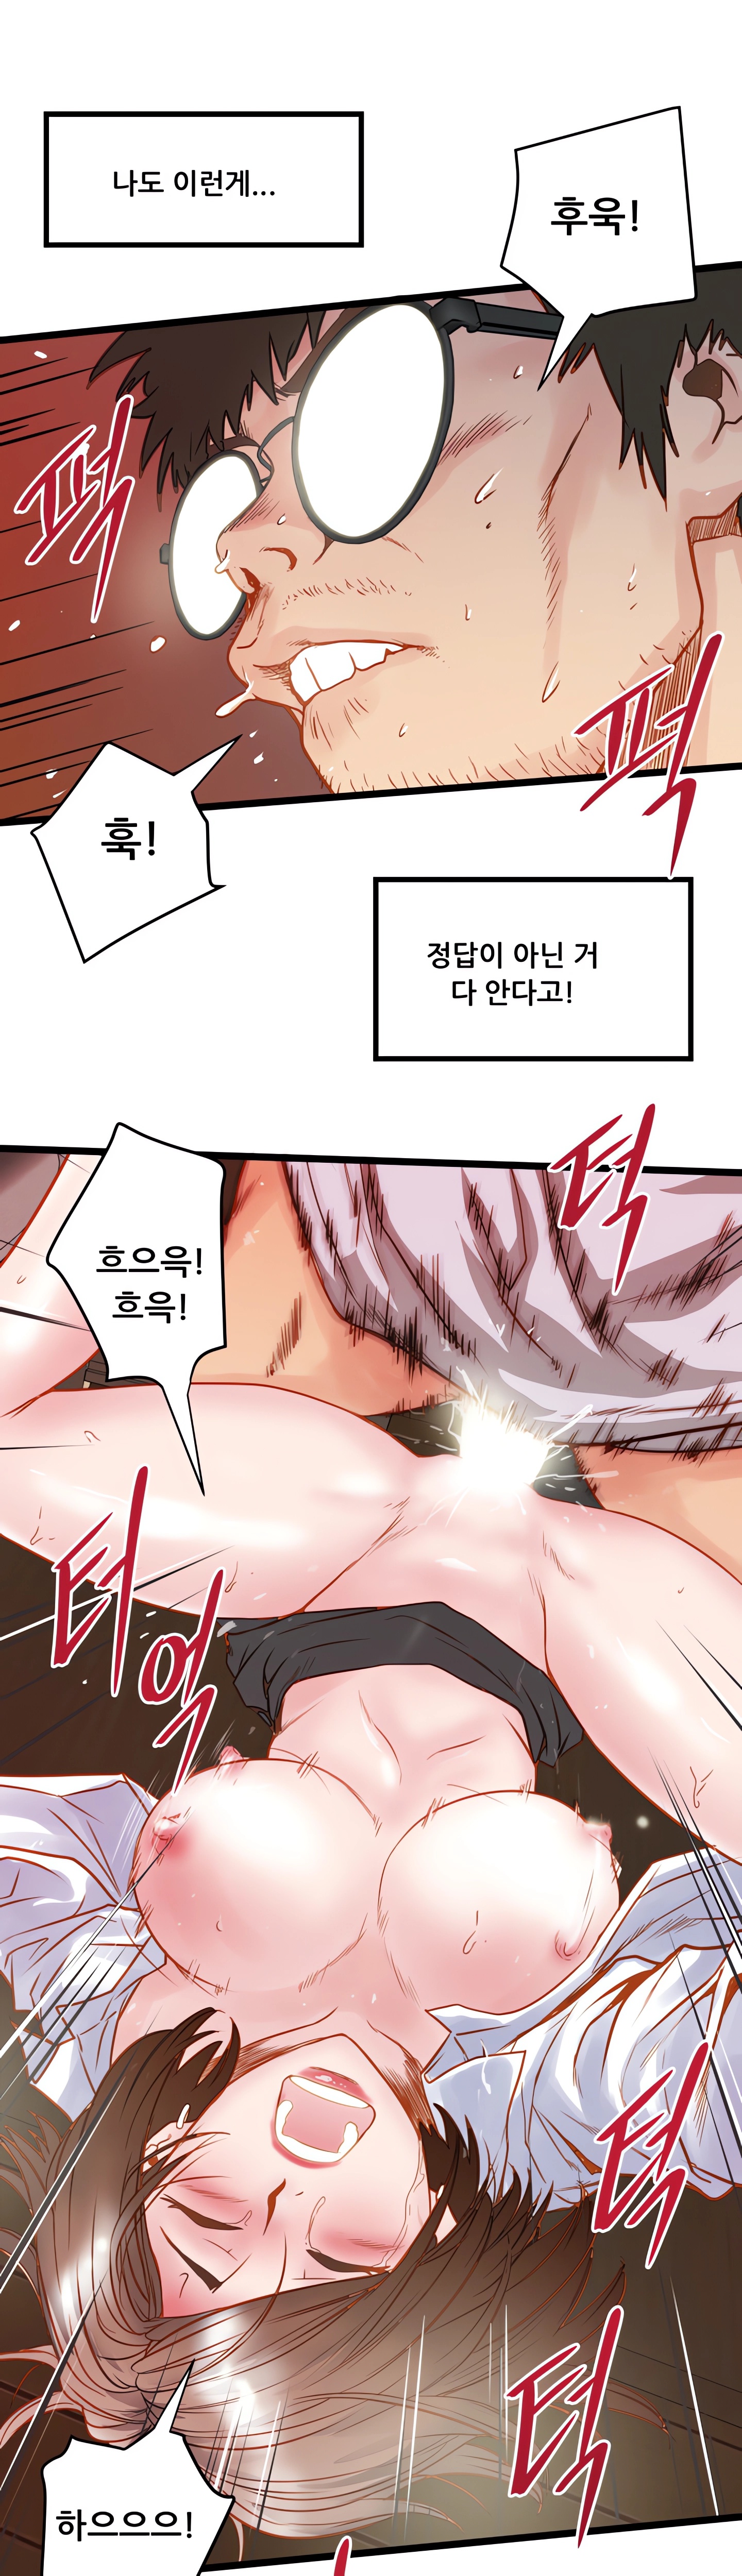 나도 이런게...
후욱!
퍽
퍽
훅!
정답이 아닌 거
다 안다고!
턱
흐으윽!
흐윽!
터억
턱
턱
하으으으!